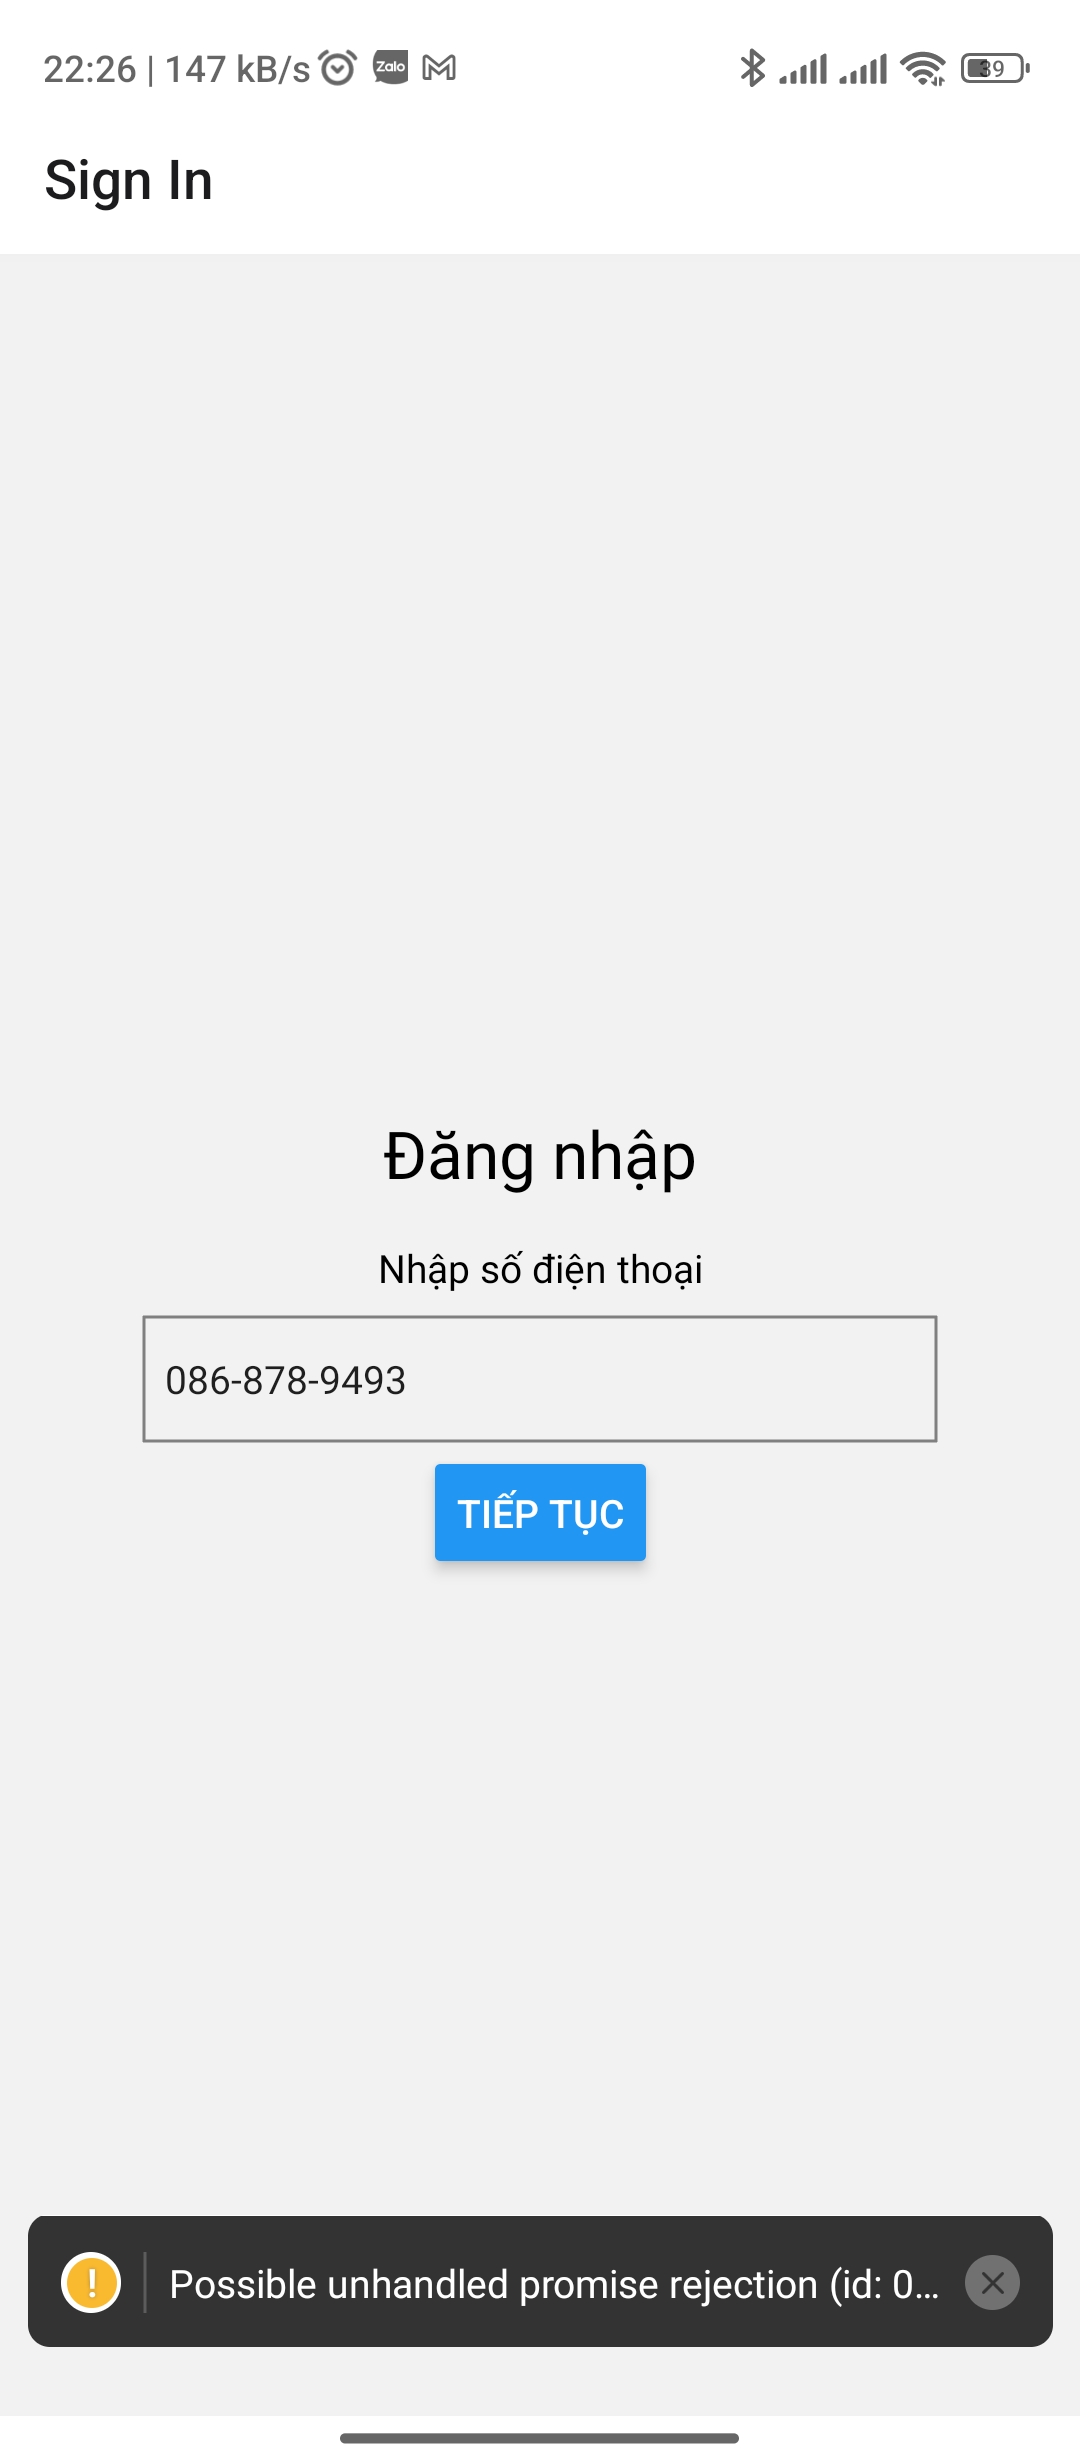 22:26 | 147 kB/s Zalo 39
Sign In
Đăng nhập
Nhập số điện thoại
086-878-9493
TIẾP TỤC
Possible unhandled promise rejection (id: 0...